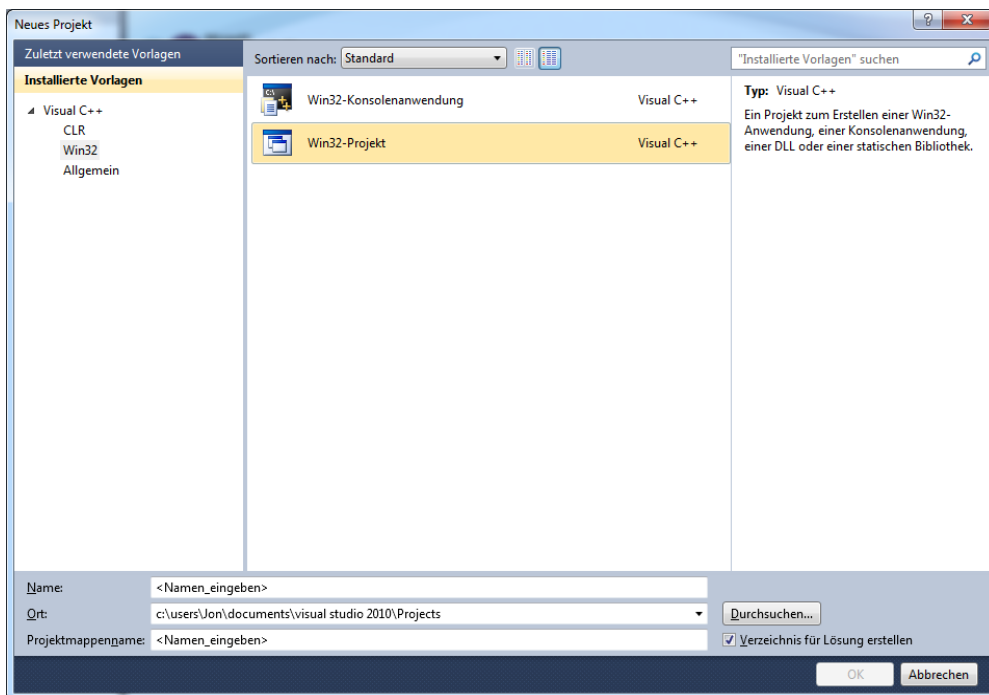 Neues Projekt
Zuletzt verwendete Vorlagen
Installierte Vorlagen
Visual C++
CLR
Win32
Allgemein
Sortieren nach: Standard
Win32-Konsolenanwendung Visual C++
Win32-Projekt Visual C++
"Installierte Vorlagen" suchen
Typ: Visual C++
Ein Projekt zum Erstellen einer Win32-
Anwendung, einer Konsolenanwendung,
einer DLL oder einer statischen Bibliothek.
Name: <Namen_eingeben>
Ort: c:\users\Jon\documents\visual studio 2010\Projects Durchsuchen...
Projektmappenname: <Namen_eingeben> Verzeichnis für Lösung erstellen
OK Abbrechen